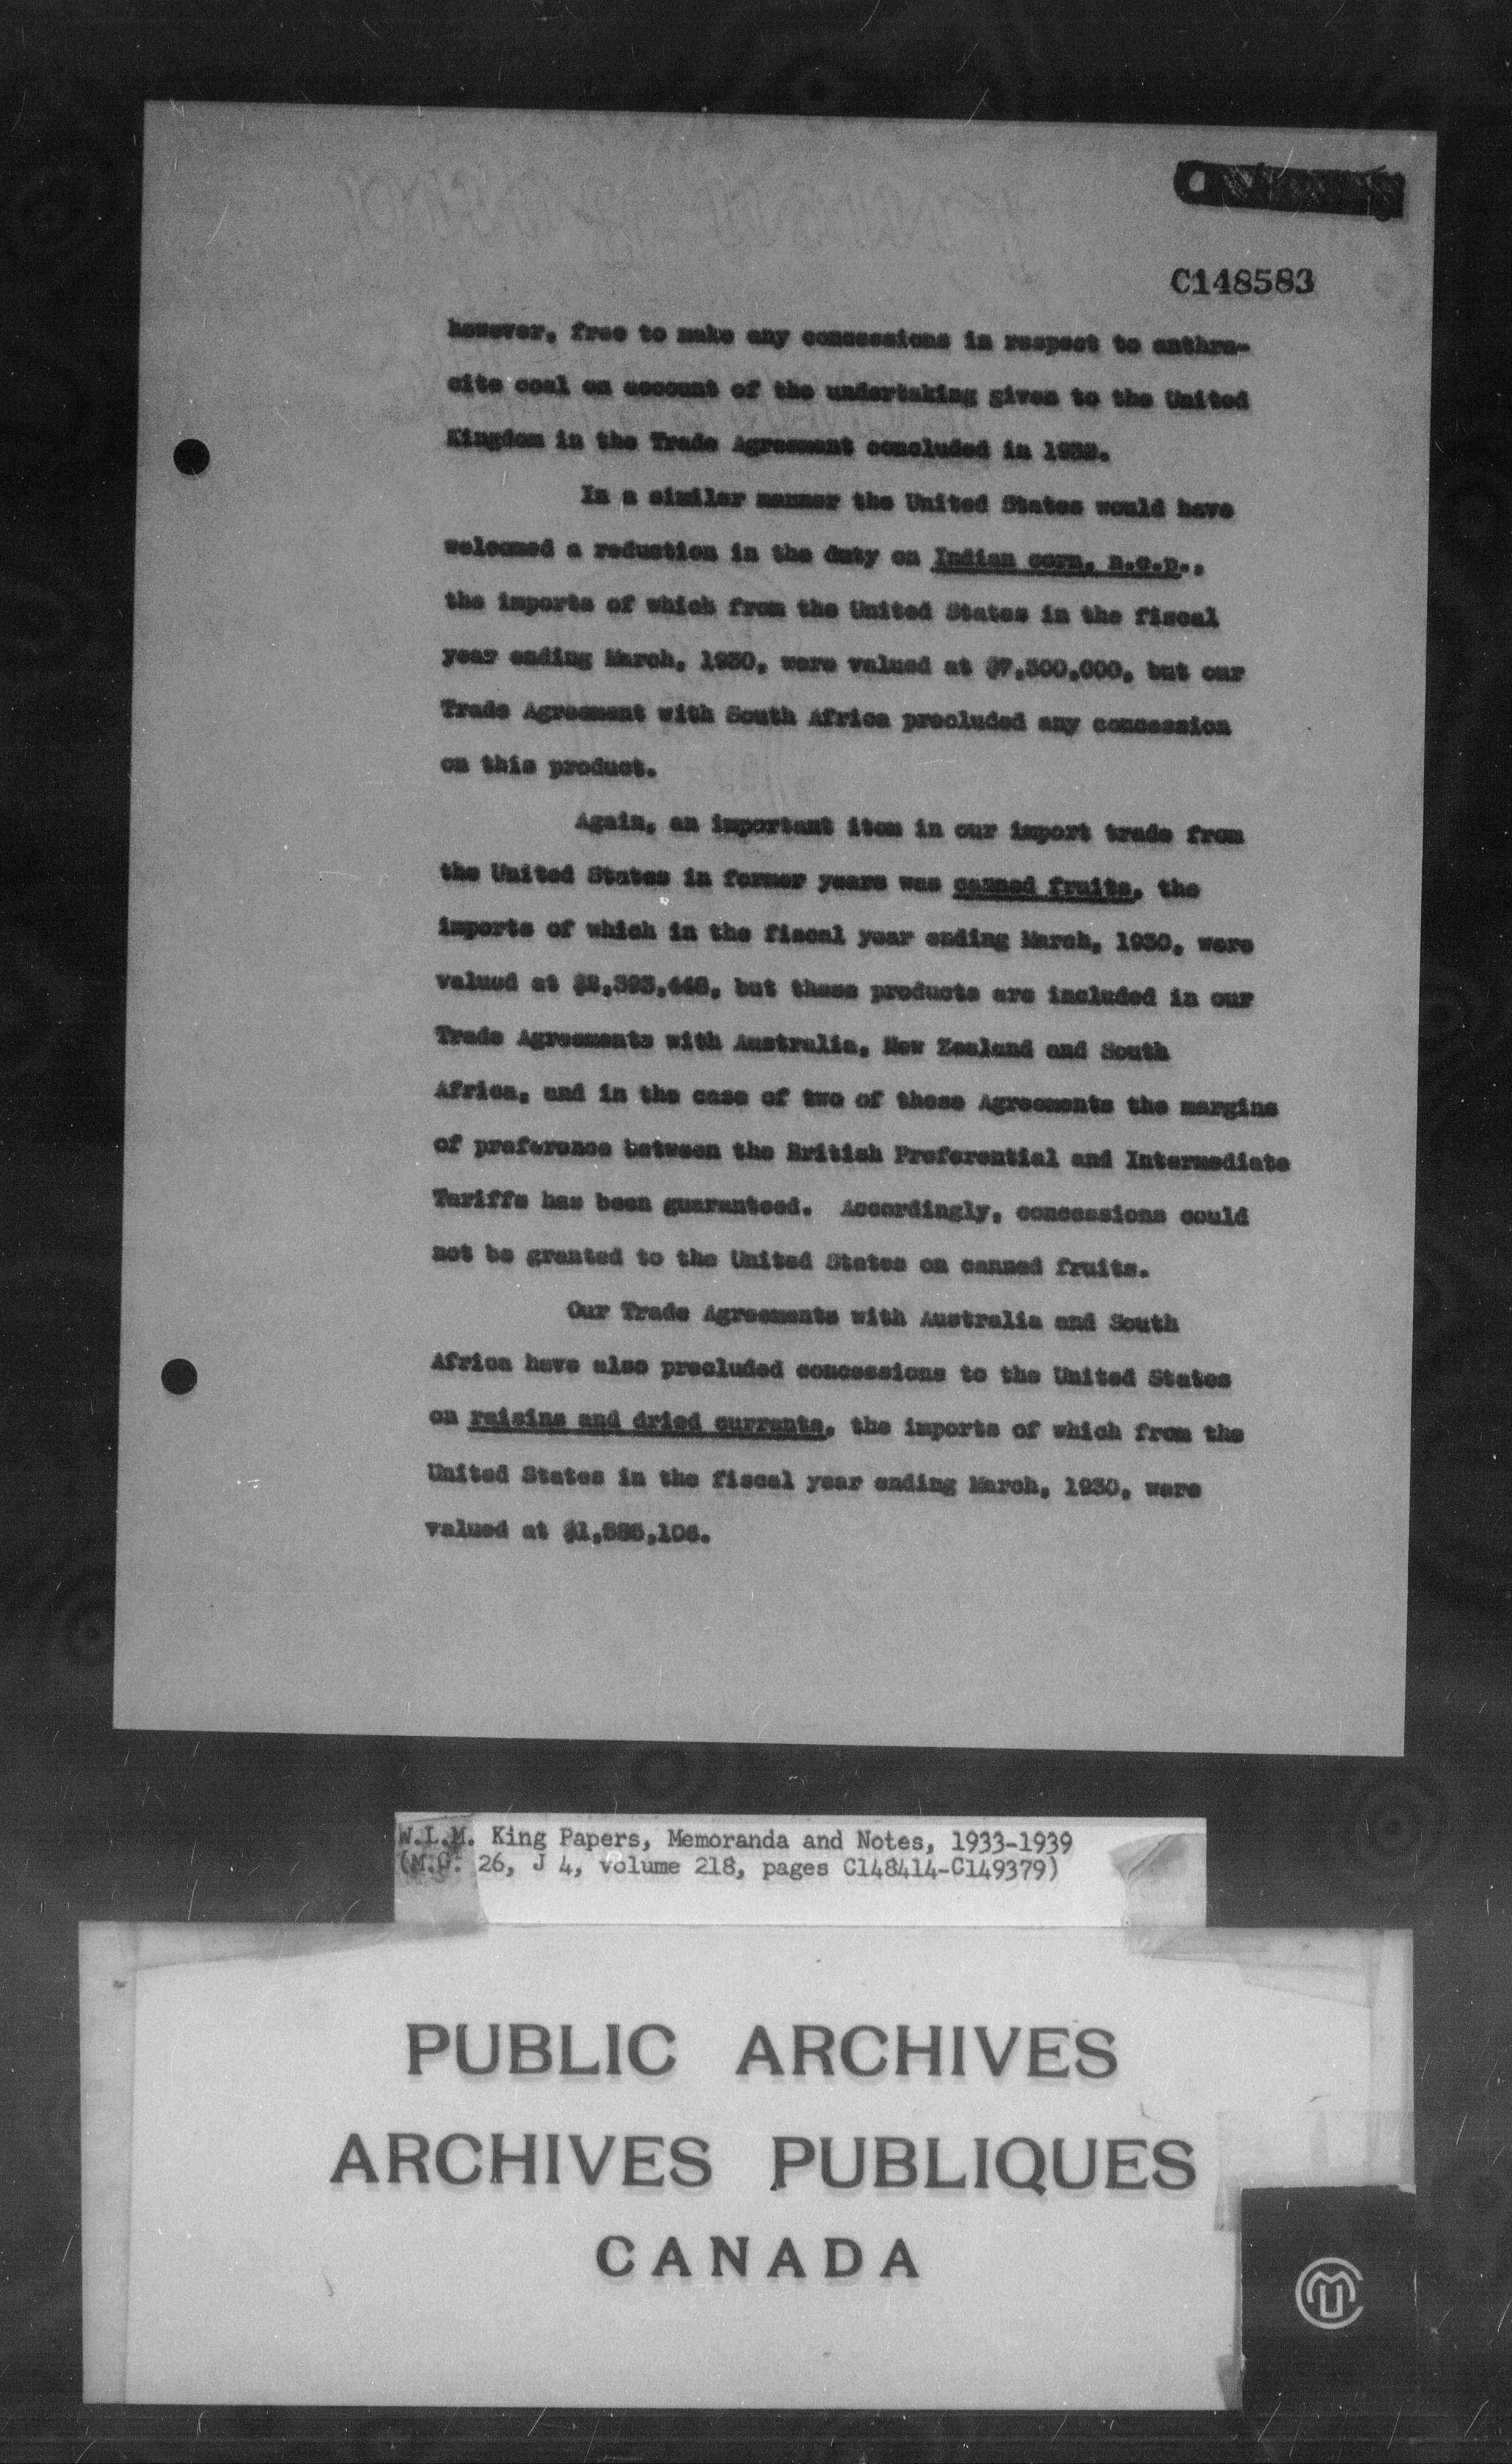 C148583
however, free to make any concessions in respect to anthra-
cite coal on account of the undertaking given to the United
Kingdom in the Trade Agreement concluded in 1932.
In a similar manner the United States would have
welcomed a reduction in the duty on Indian corn, n.o.p.,
the imports of which from the United States in the fiscal
year ending March, 1930, were valued at $7,300,000, but our
Trade Agreement with South Africa precluded any concession
on this product.
Again, an important item in our import trade from
the United States in former years was canned fruits, the
imports of which in the fiscal year ending March, 1930, were
valued at but these products are included in our
Trade Agreements with Australia, New Zealand and South
Africa, and in the case of two of these Agreements the margins
of preference between the British Preferential and Intermediate
Tariffs has been guaranteed. Accordingly, concessions could
not be granted to the United States on canned fruits.
Our Trade Agreements with Australia and South
Africa have also precluded concessions to the United States
on raisins and dried currants, the imports of which from the
United States in the fiscal year ending March, 1930, were
valued at
W.L.M. King Papers, Memoranda and Notes, 1933-1939
(M.G. 26, J 4, volume 218, pages C148414-C149379)
PUBLIC ARCHIVES
ARCHIVES PUBLIQUES
CANADA